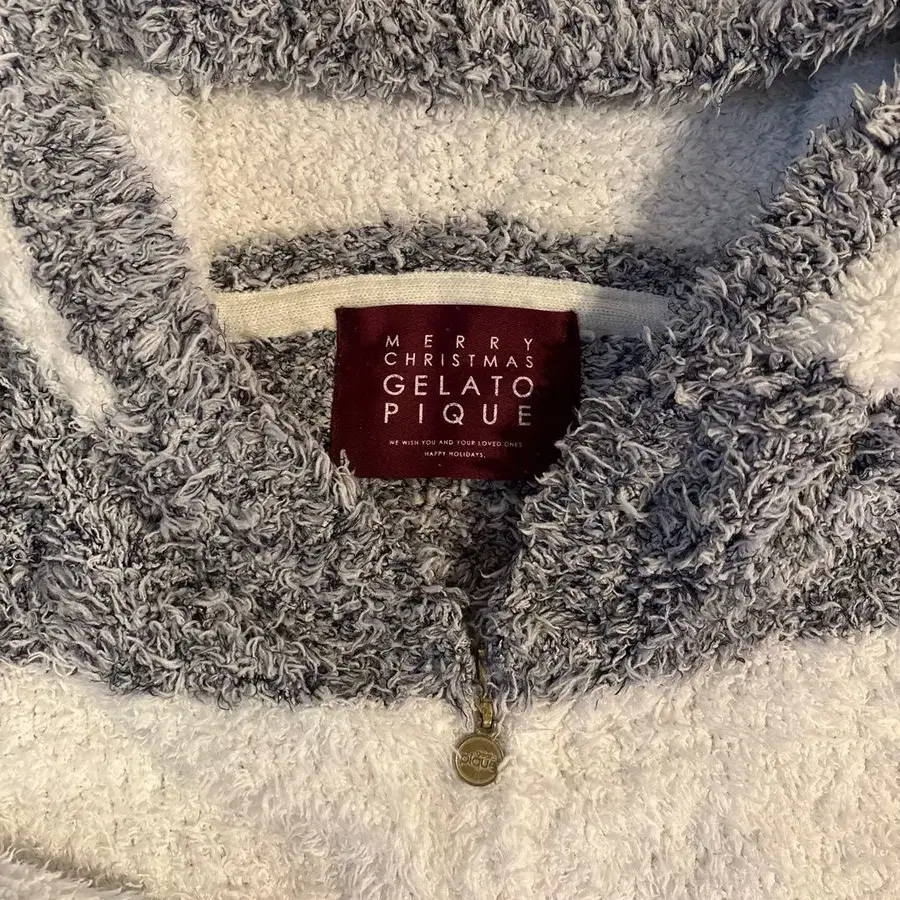 MERRY
CHRISTMAS
GELATO
PIQUE
WE WISH YOU AND YOUR LOVED ONES
HAPPY HOLIDAYS.
pique